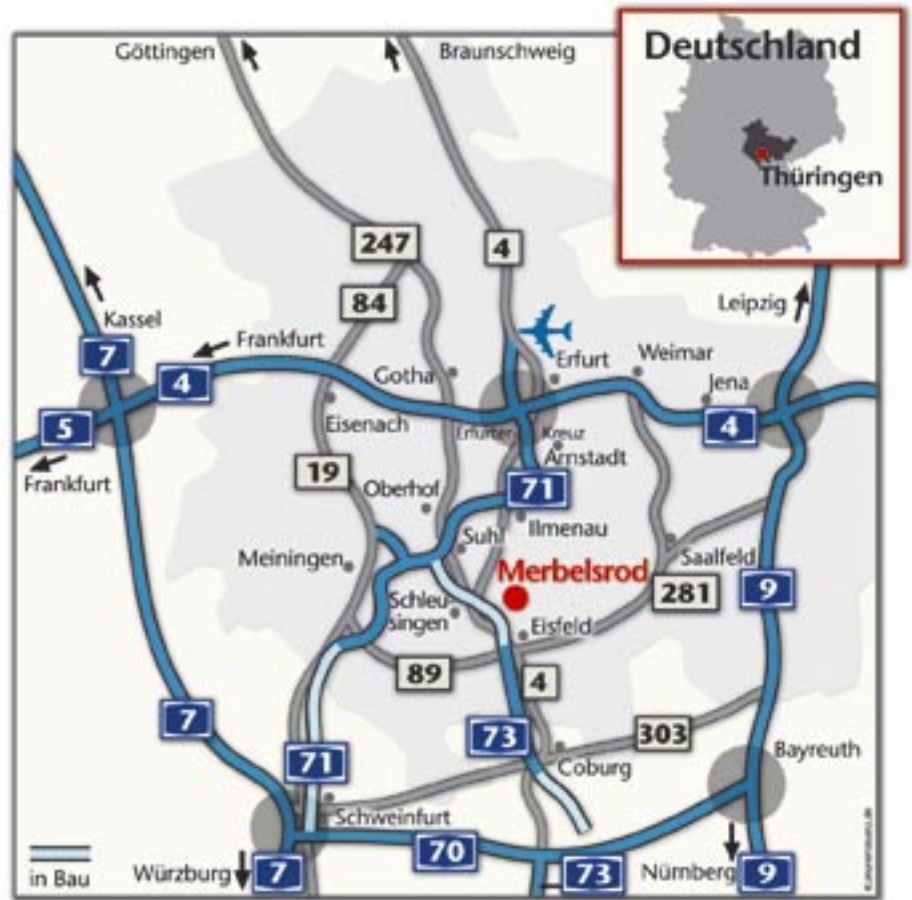 Göttingen
Braunschweig
Deutschland
Thüringen
247
4
84
Leipzig
Kassel
7
Frankfurt
4
Erfurt
Weimar
Gotha
Jena
5
Eisenach
Erfurter Kreuz
4
Frankfurt
Arnstadt
19
Oberhof
71
Ilmenau
Suhl
Meiningen
Merbelsrod
Saalfeld
281
9
Schleu-
singen
Eisfeld
89
4
7
73
303
71
Bayreuth
Coburg
Schweinfurt
in Bau
Würzburg
7
70
73
Nürnberg
9